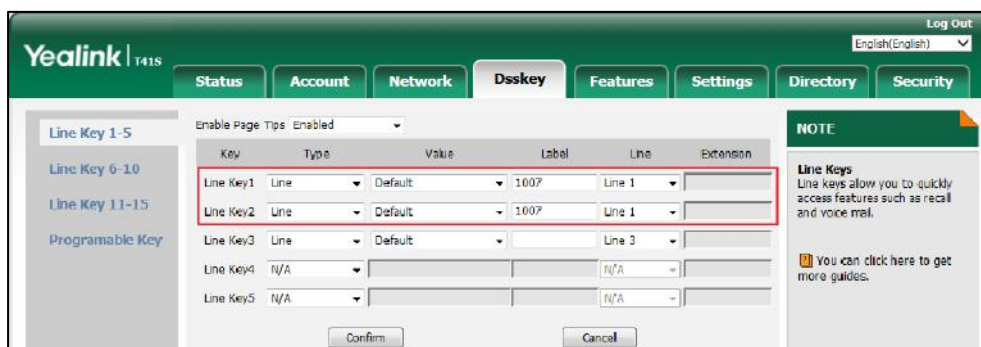 Log Out
Yealink T41S
English(English)
Status Account Network Dsskey Features Settings Directory Security
Line Key 1-5
Line Key 6-10
Line Key 11-15
Programable Key
Enable Page Tips Enabled
Key Type Value Label Line Extension
Line Key1 Line Default 1007 Line 1
Line Key2 Line Default 1007 Line 1
Line Key3 Line Default Line 3
Line Key4 N/A N/A
Line Key5 N/A N/A
Confirm Cancel
NOTE
Line Keys
Line keys allow you to quickly
access features such as recall
and voice mail.
You can click here to get
more guides.